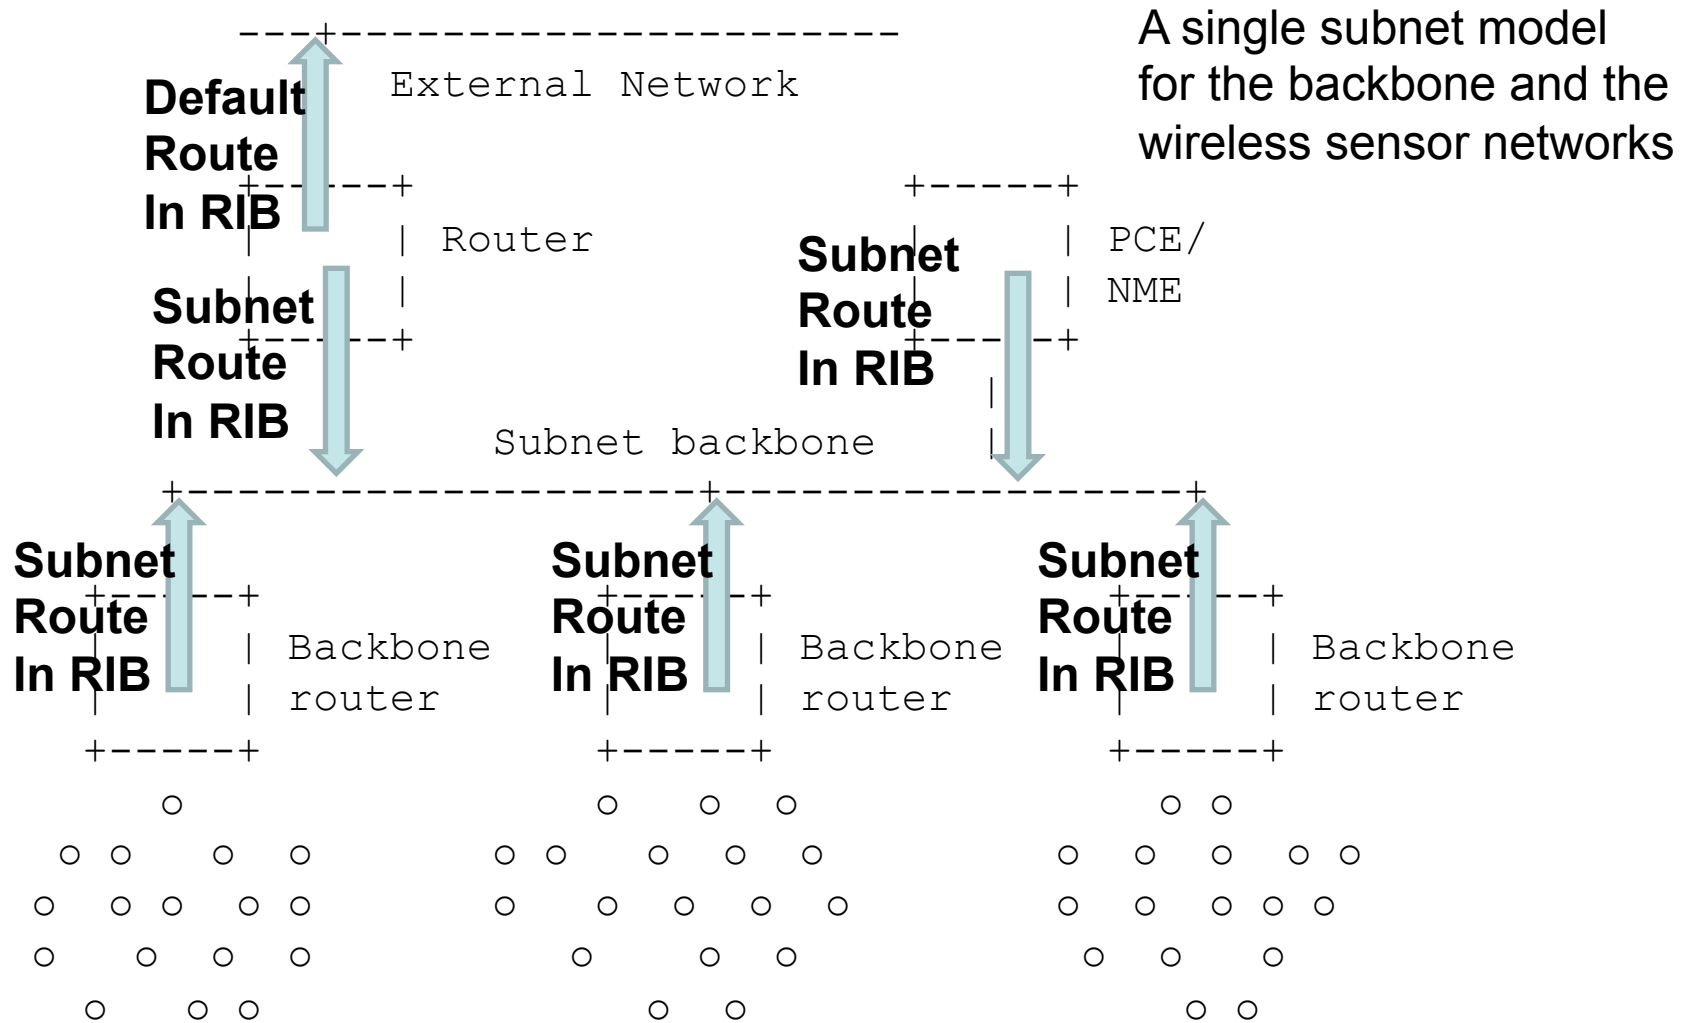 A single subnet model
for the backbone and the
wireless sensor networks
---+-----------------------
External Network
Default
Route
In RIB
+-----+
| | Router
| |
+-----+
Subnet
Route
In RIB
+-----+
| | PCE/
| | NME
+-----+
Subnet
Route
In RIB
|
Subnet backbone |
+--------------------+------------------+
Subnet
Route
In RIB
+-----+
| | Backbone
| | router
+-----+
Subnet
Route
In RIB
+-----+
| | Backbone
| | router
+-----+
Subnet
Route
In RIB
+-----+
| | Backbone
| | router
+-----+